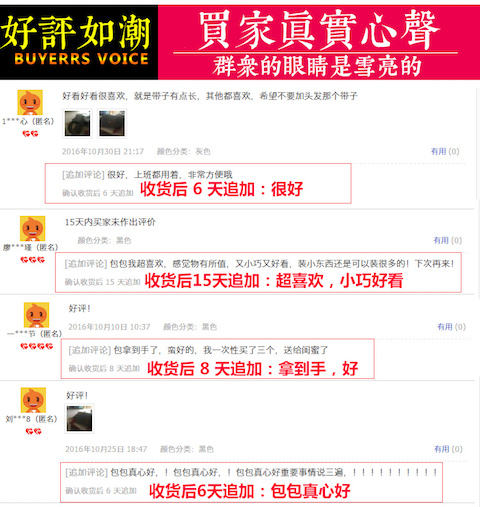 好評如潮
BUYERRS VOICE
買家眞實心聲
群衆的眼睛是雪亮的
好看好看很喜欢，就是带子有点长，其他都喜欢，希望不要加头发那个带子
1***心（匿名）
2016年10月30日 21:17 颜色分类：灰色 有用 (0)
[追加评论] 很好，上班都用着，非常方便哦
确认收货后 6 天追加 收货后 6 天追加：很好
15天内买家未作出评价
廖***瑾（匿名）
颜色分类：黑色 有用 (0)
[追加评论] 包包我超喜欢，感觉物有所值，又小巧又好看，装小东西还是可以装很多的！下次再来！
确认收货后 15 天追加 收货后15天追加：超喜欢，小巧好看
好评！
一***节（匿名）
2016年10月10日 10:37 颜色分类：黑色 有用 (0)
[追加评论] 包拿到手了，蛮好的，我一次性买了三个，送给闺蜜了
确认收货后 8 天追加 收货后 8 天追加：拿到手，好
好评！
刘***8（匿名）
2016年10月25日 18:47 颜色分类：黑色 有用 (0)
[追加评论] 包包真心好，！包包真心好，！包包真心好重要事情说三遍，！！！！！！！！！！
确认收货后 6 天追加 收货后6天追加：包包真心好